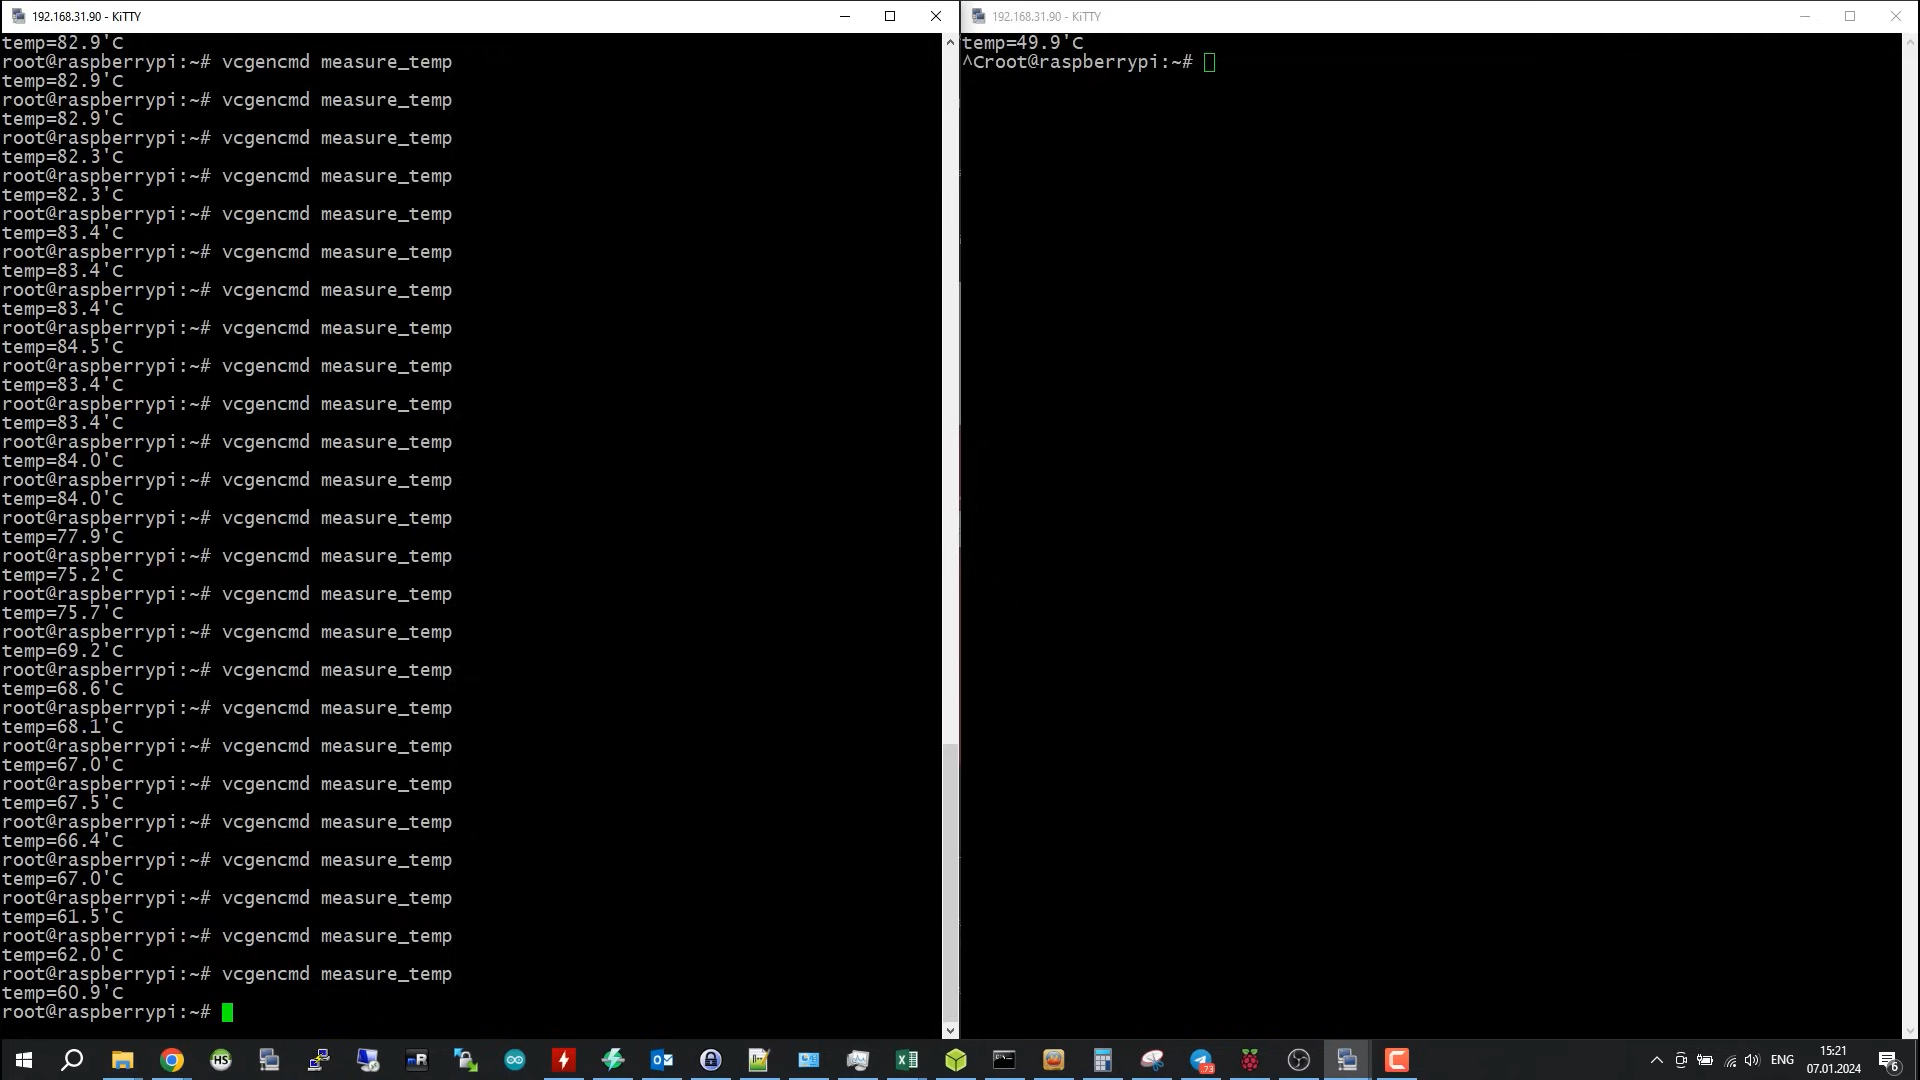 192.168.31.90 - KiTTY
temp=82.9'C
root@raspberrypi:~# vcgencmd measure_temp
temp=82.9'C
root@raspberrypi:~# vcgencmd measure_temp
temp=82.9'C
root@raspberrypi:~# vcgencmd measure_temp
temp=82.3'C
root@raspberrypi:~# vcgencmd measure_temp
temp=82.3'C
root@raspberrypi:~# vcgencmd measure_temp
temp=83.4'C
root@raspberrypi:~# vcgencmd measure_temp
temp=83.4'C
root@raspberrypi:~# vcgencmd measure_temp
temp=83.4'C
root@raspberrypi:~# vcgencmd measure_temp
temp=84.5'C
root@raspberrypi:~# vcgencmd measure_temp
temp=83.4'C
root@raspberrypi:~# vcgencmd measure_temp
temp=83.4'C
root@raspberrypi:~# vcgencmd measure_temp
temp=84.0'C
root@raspberrypi:~# vcgencmd measure_temp
temp=84.0'C
root@raspberrypi:~# vcgencmd measure_temp
temp=77.9'C
root@raspberrypi:~# vcgencmd measure_temp
temp=75.2'C
root@raspberrypi:~# vcgencmd measure_temp
temp=75.7'C
root@raspberrypi:~# vcgencmd measure_temp
temp=69.2'C
root@raspberrypi:~# vcgencmd measure_temp
temp=68.6'C
root@raspberrypi:~# vcgencmd measure_temp
temp=68.1'C
root@raspberrypi:~# vcgencmd measure_temp
temp=67.0'C
root@raspberrypi:~# vcgencmd measure_temp
temp=67.5'C
root@raspberrypi:~# vcgencmd measure_temp
temp=66.4'C
root@raspberrypi:~# vcgencmd measure_temp
temp=67.0'C
root@raspberrypi:~# vcgencmd measure_temp
temp=61.5'C
root@raspberrypi:~# vcgencmd measure_temp
temp=62.0'C
root@raspberrypi:~# vcgencmd measure_temp
temp=60.9'C
root@raspberrypi:~#
192.168.31.90 - KiTTY
temp=49.9'C
^Croot@raspberrypi:~#
HS
R
73
ENG
15:21
07.01.2024
6